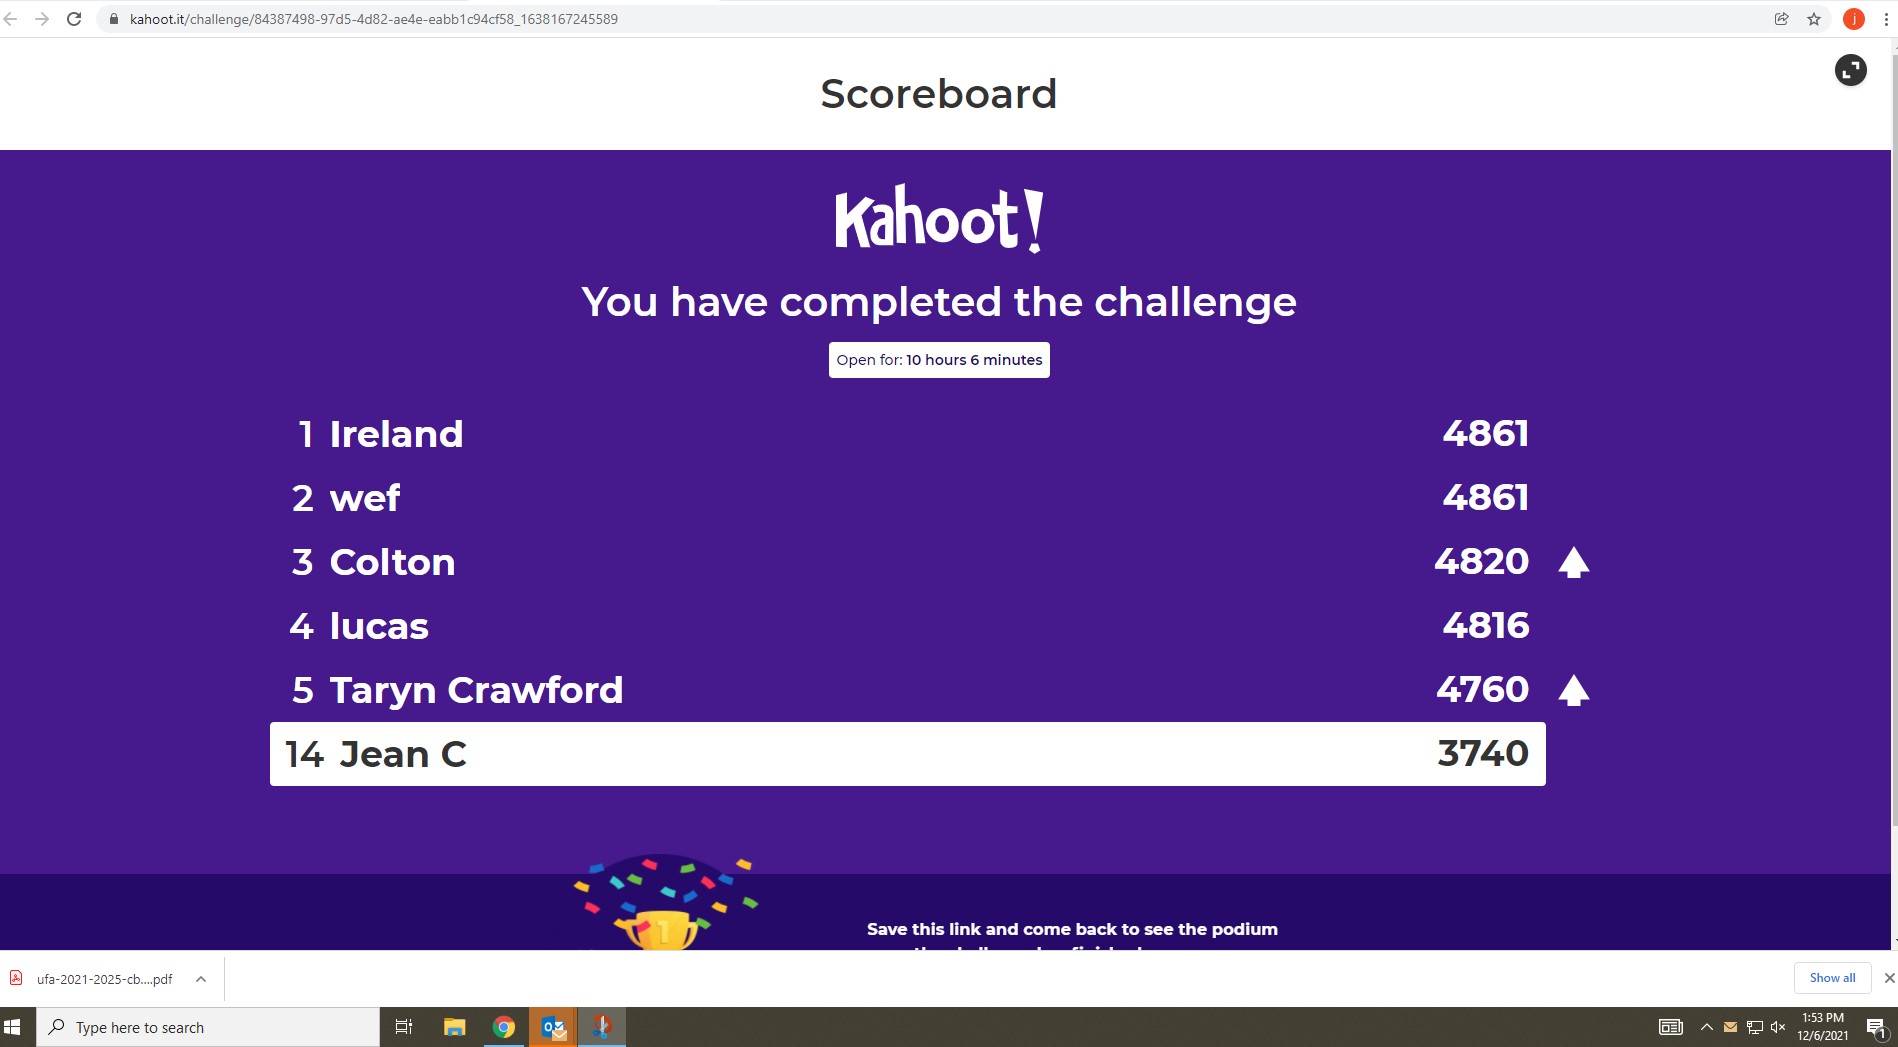 kahoot.it/challenge/84387498-97d5-4d82-ae4e-eabb1c94cf58_1638167245589
j
Scoreboard
Kahoot!
You have completed the challenge
Open for: 10 hours 6 minutes
1 Ireland 4861
2 wef 4861
3 Colton 4820
4 lucas 4816
5 Taryn Crawford 4760
14 Jean C 3740
1
Save this link and come back to see the podium
ufa-2021-2025-cb....pdf
Show all
Type here to search
1:53 PM
12/6/2021
1